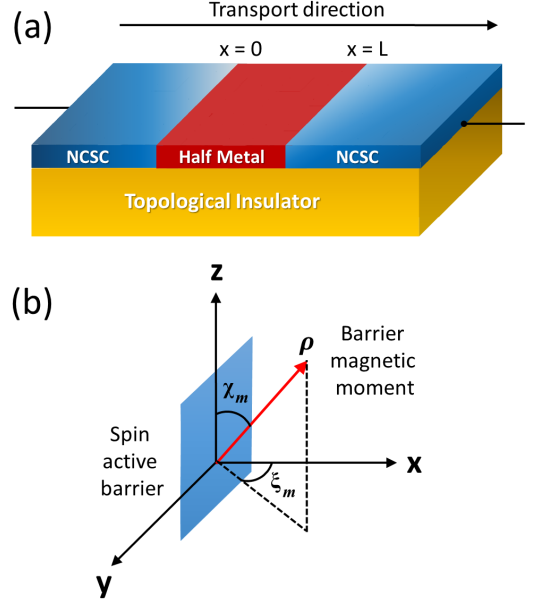 (a)
Transport direction
x = 0
x = L
NCSC
Half Metal
NCSC
Topological Insulator
(b)
z
ρ
Barrier
magnetic
moment
χm
Spin
active
barrier
x
ξm
y